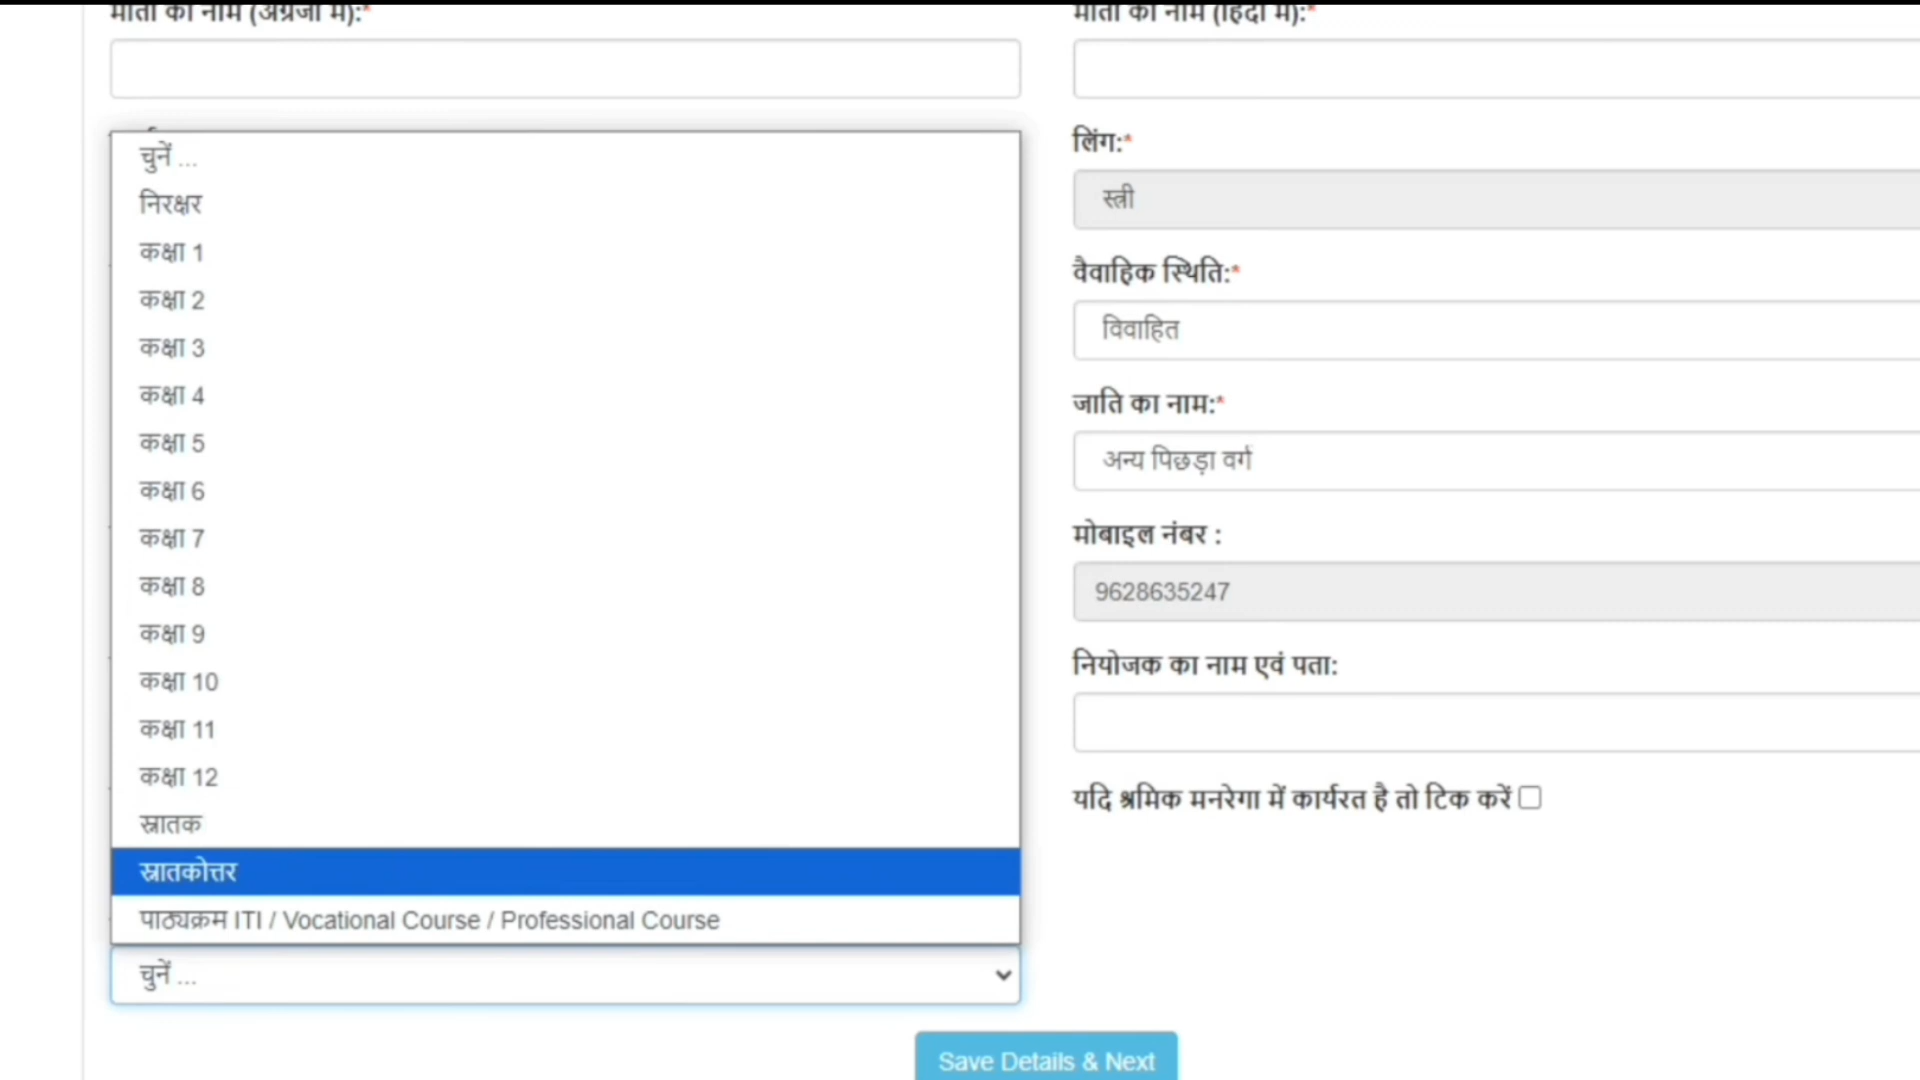 माता का नाम (अंग्रेजी में):*
माता का नाम (हिंदी में):*
चुनें ...
निरक्षर
कक्षा 1
कक्षा 2
कक्षा 3
कक्षा 4
कक्षा 5
कक्षा 6
कक्षा 7
कक्षा 8
कक्षा 9
कक्षा 10
कक्षा 11
कक्षा 12
स्नातक
स्नातकोत्तर
पाठ्यक्रम ITI / Vocational Course / Professional Course
चुनें ...
लिंग:*
स्त्री
वैवाहिक स्थिति:*
विवाहित
जाति का नाम:*
अन्य पिछड़ा वर्ग
मोबाइल नंबर :
9628635247
नियोजक का नाम एवं पता:
यदि श्रमिक मनरेगा में कार्यरत है तो टिक करें
Save Details & Next